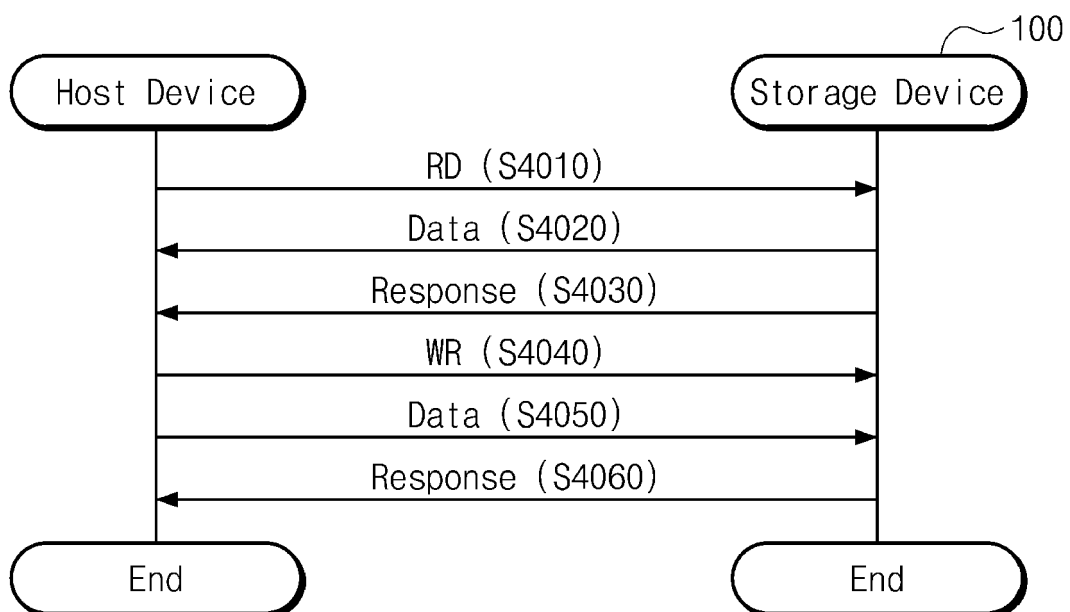 100
Host Device
Storage Device
RD (S4010)
Data (S4020)
Response (S4030)
WR (S4040)
Data (S4050)
Response (S4060)
End
End